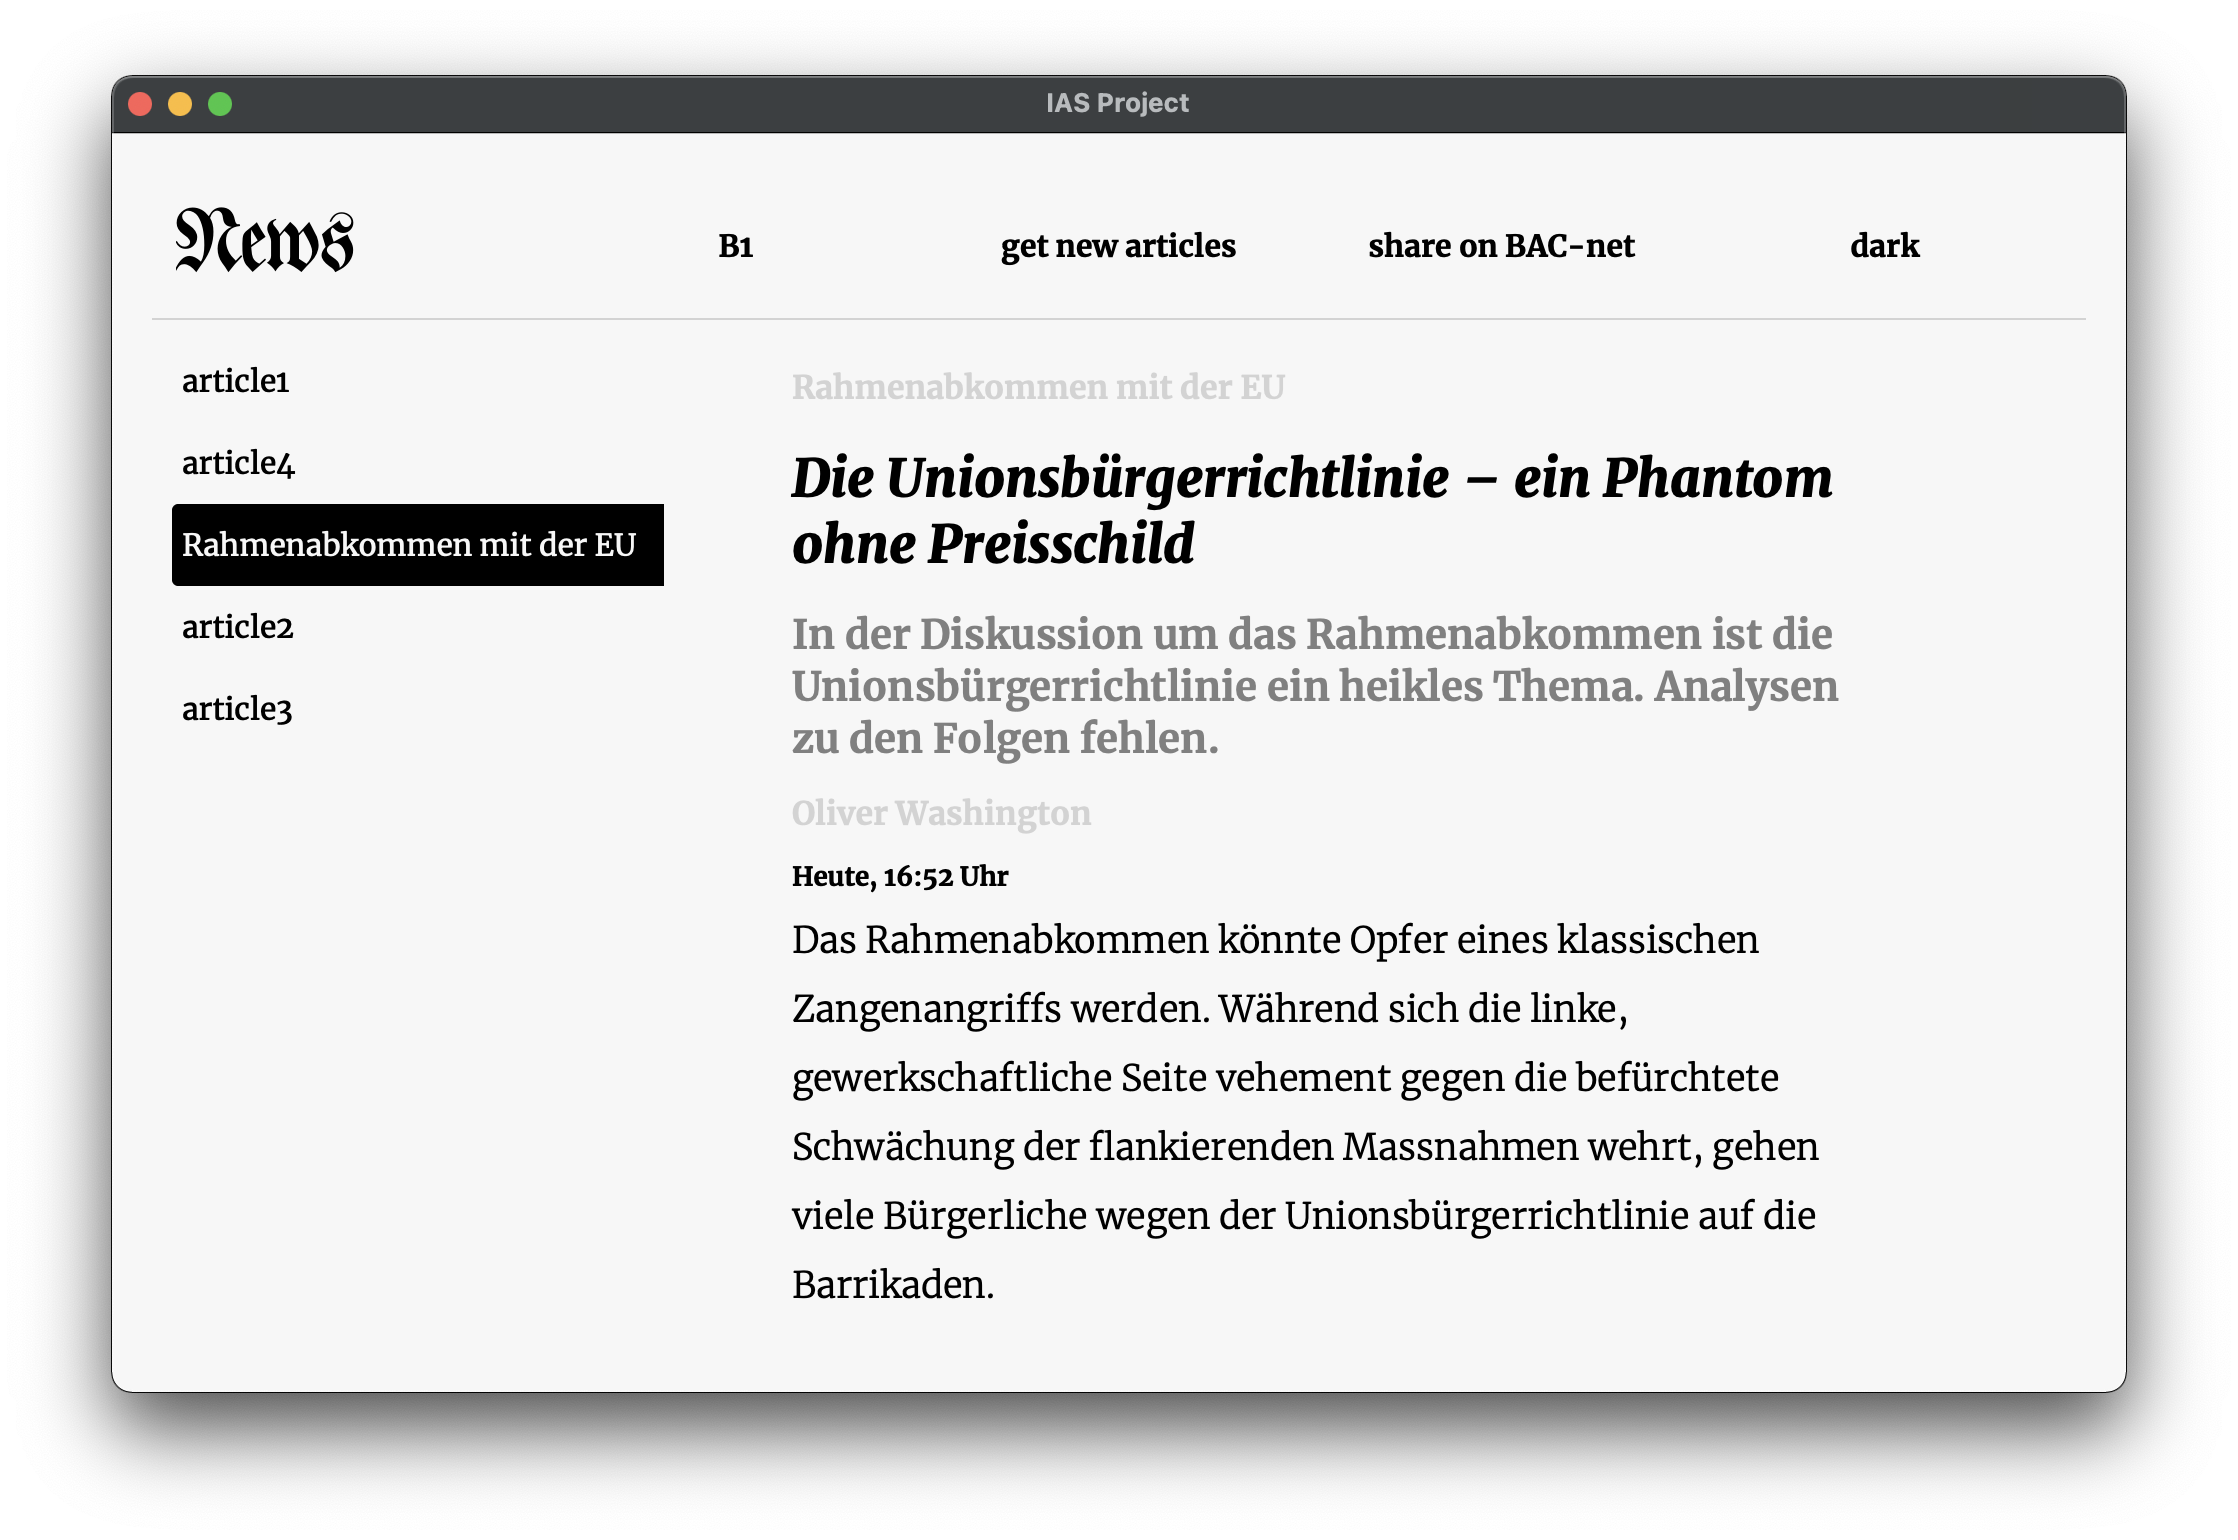 IAS Project
News
B1
get new articles
share on BAC-net
dark
article1
article4
Rahmenabkommen mit der EU
article2
article3
Rahmenabkommen mit der EU
Die Unionsbürgerrichtlinie – ein Phantom
ohne Preisschild
In der Diskussion um das Rahmenabkommen ist die
Unionsbürgerrichtlinie ein heikles Thema. Analysen
zu den Folgen fehlen.
Oliver Washington
Heute, 16:52 Uhr
Das Rahmenabkommen könnte Opfer eines klassischen
Zangenangriffs werden. Während sich die linke,
gewerkschaftliche Seite vehement gegen die befürchtete
Schwächung der flankierenden Massnahmen wehrt, gehen
viele Bürgerliche wegen der Unionsbürgerrichtlinie auf die
Barrikaden.